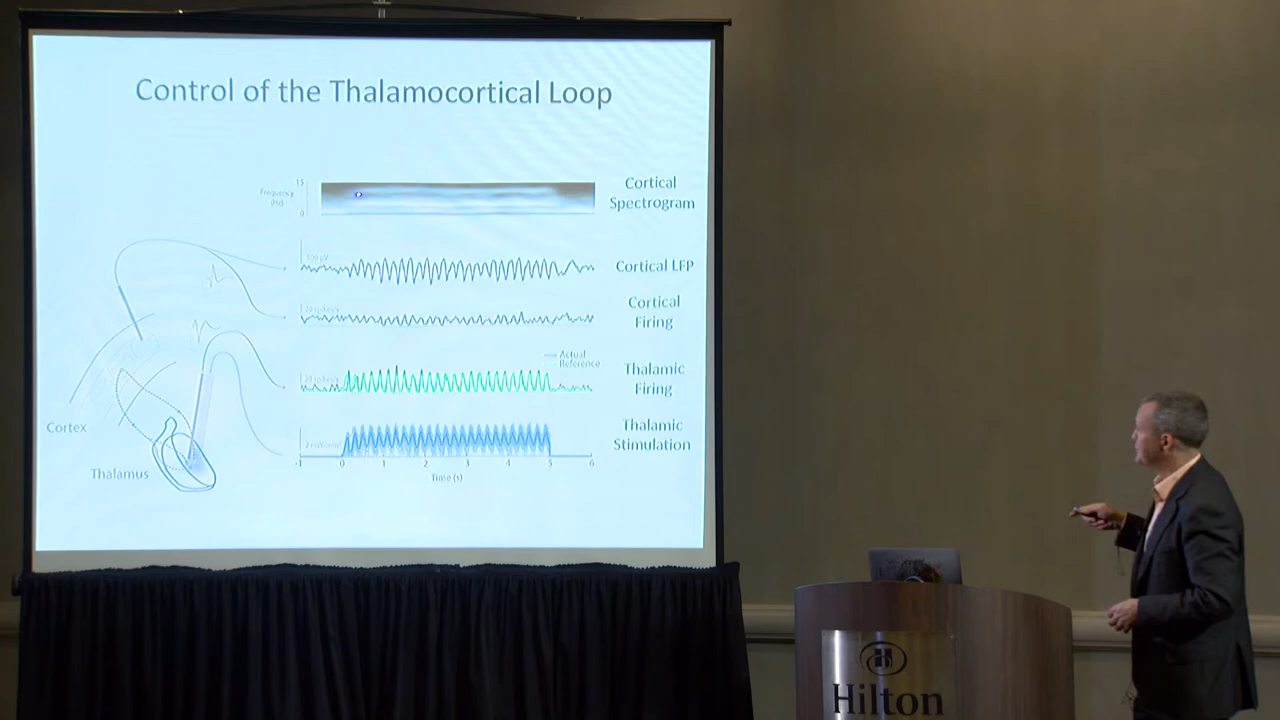 Control of the Thalamocortical Loop
15
Frequency
(Hz)
0
Cortical
Spectrogram
Cortical LFP
Cortical
Firing
Actual
Reference
Thalamic
Firing
Thalamic
Stimulation
-1 0 1 2 3 4 5 6
Time (s)
Cortex
Thalamus
Hilton